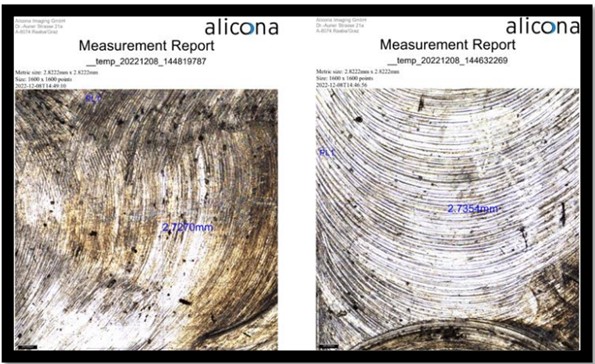 Alicona Imaging GmbH
Dr.-Auner Strasse 21a
A-8074 Raaba/Graz
alicona
Measurement Report
__temp_20221208_144819787
Metric size: 2.8222mm x 2.8222mm
Size: 1600 x 1600 points
2022-12-08T14:49:10
PL1
2.7270mm
Alicona Imaging GmbH
Dr.-Auner Strasse 21a
A-8074 Raaba/Graz
alicona
Measurement Report
__temp_20221208_144632269
Metric size: 2.8222mm x 2.8222mm
Size: 1600 x 1600 points
2022-12-08T14:46:56
PL1
2.7354mm